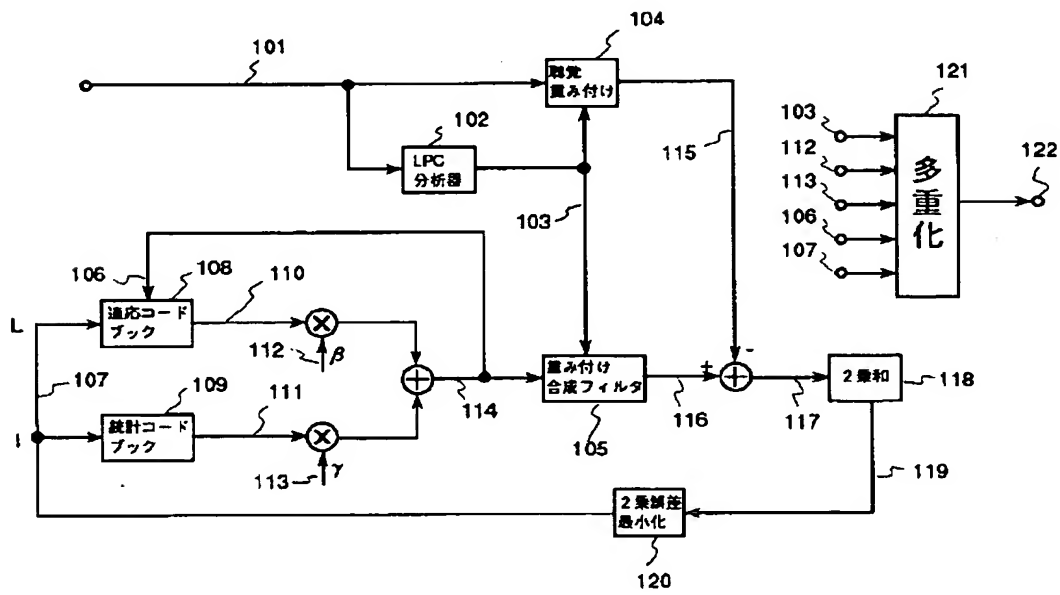 101
104
聴覚
重み付け
102
LPC
分析器
103
115
121
103
112
113
106
107
多重化
122
106
108
110
適応コード
ブック
L
112
β
107
109
111
統計コード
ブック
I
113
γ
114
重み付け
合成フィルタ
105
116
+
-
117
2乗和
118
119
2乗誤差
最小化
120